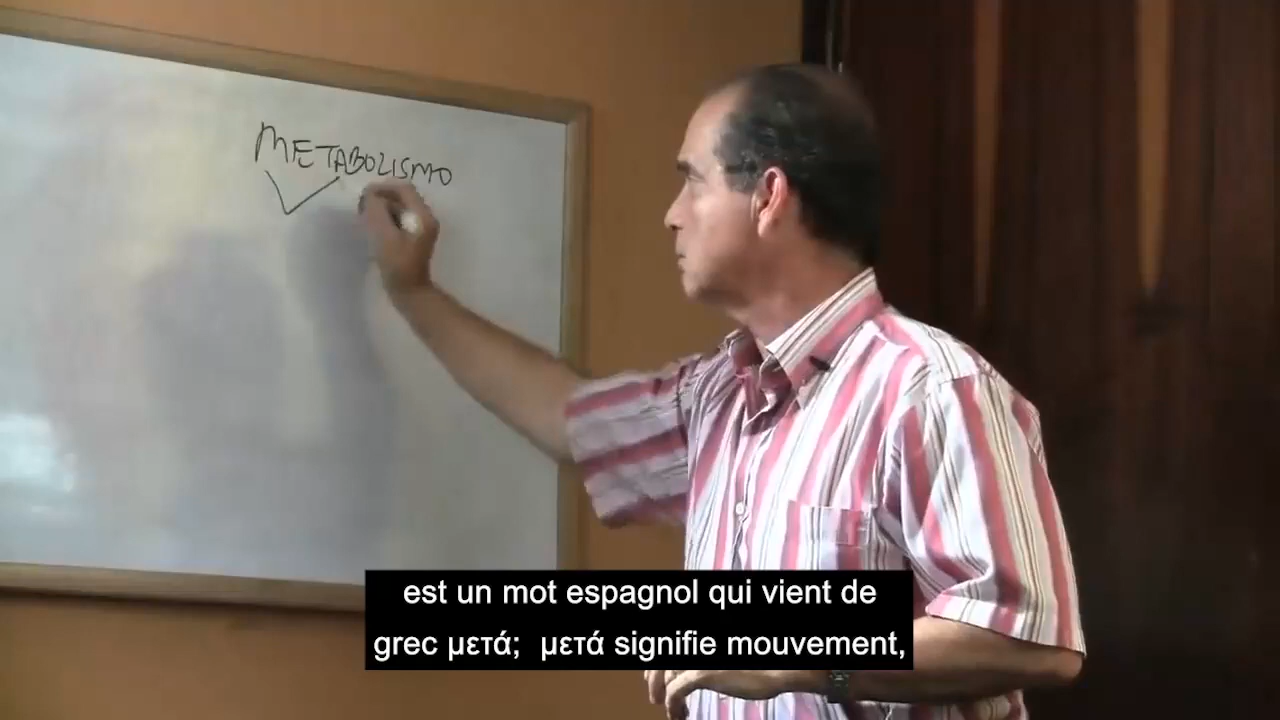 METABOLISMO
est un mot espagnol qui vient de
grec μετά; μετά signifie mouvement,